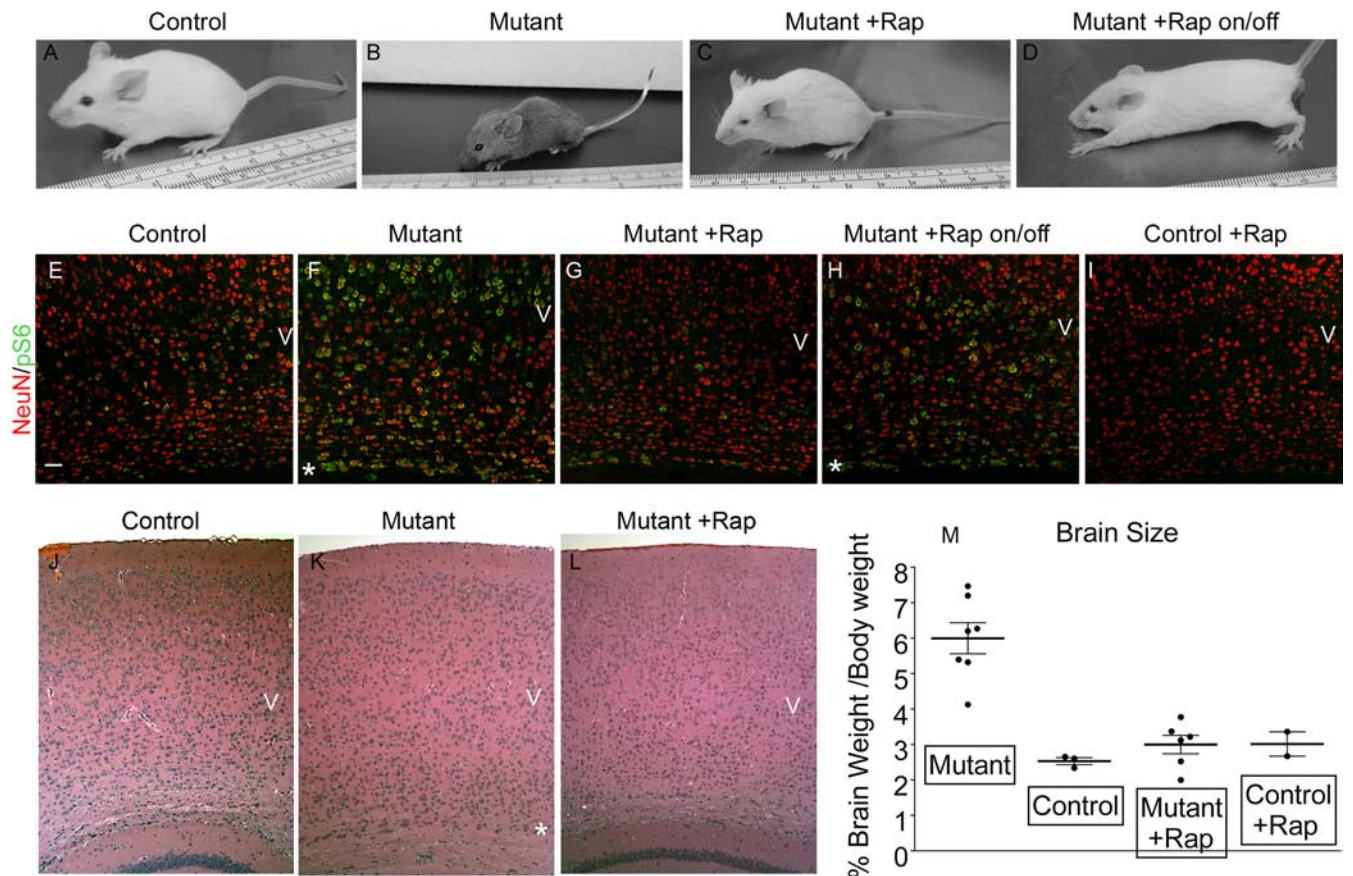 Control Mutant Mutant +Rap Mutant +Rap on/off
A B C D
Control Mutant Mutant +Rap Mutant +Rap on/off Control +Rap
E F G H I
V V V V V
NeuN/pS6
* *
Control Mutant Mutant +Rap
J K L
V V V
*
M Brain Size
% Brain Weight /Body weight
8
7
6
5
4
3
2
1
0
Mutant
Control
Mutant +Rap
Control +Rap